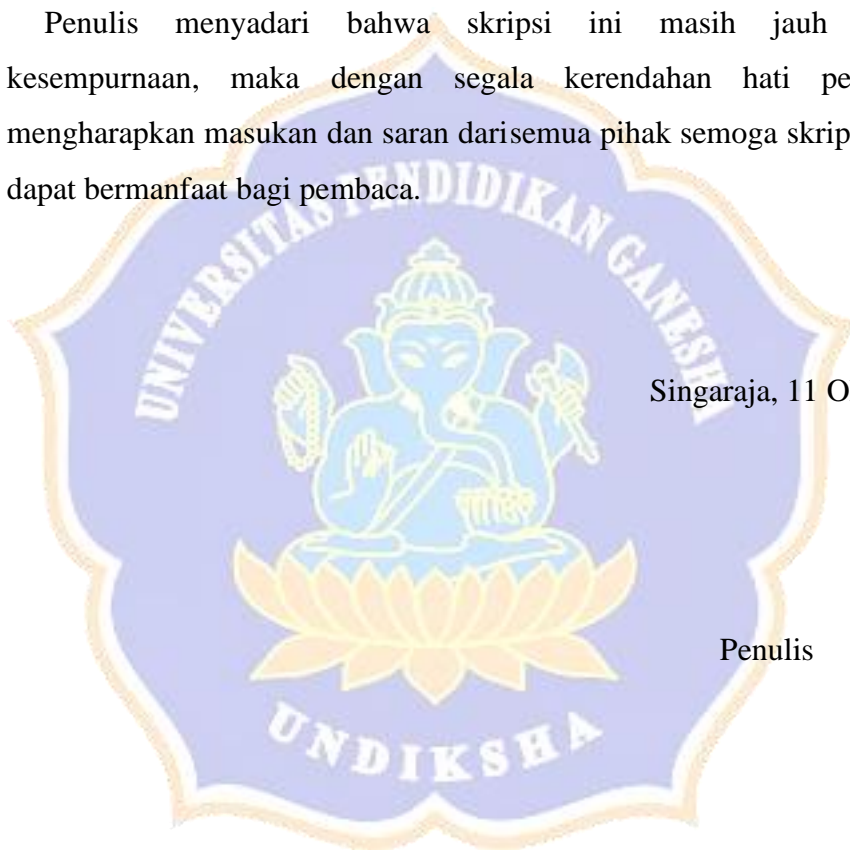 Penulis menyadari bahwa skripsi ini masih jauh
kesempurnaan, maka dengan segala kerendahan hati pe
mengharapkan masukan dan saran darisemua pihak semoga skrip
dapat bermanfaat bagi pembaca.
UNIVERSITAS PENDIDIKAN GANESHA
Singaraja, 11 O
Penulis
UNDIKSHA